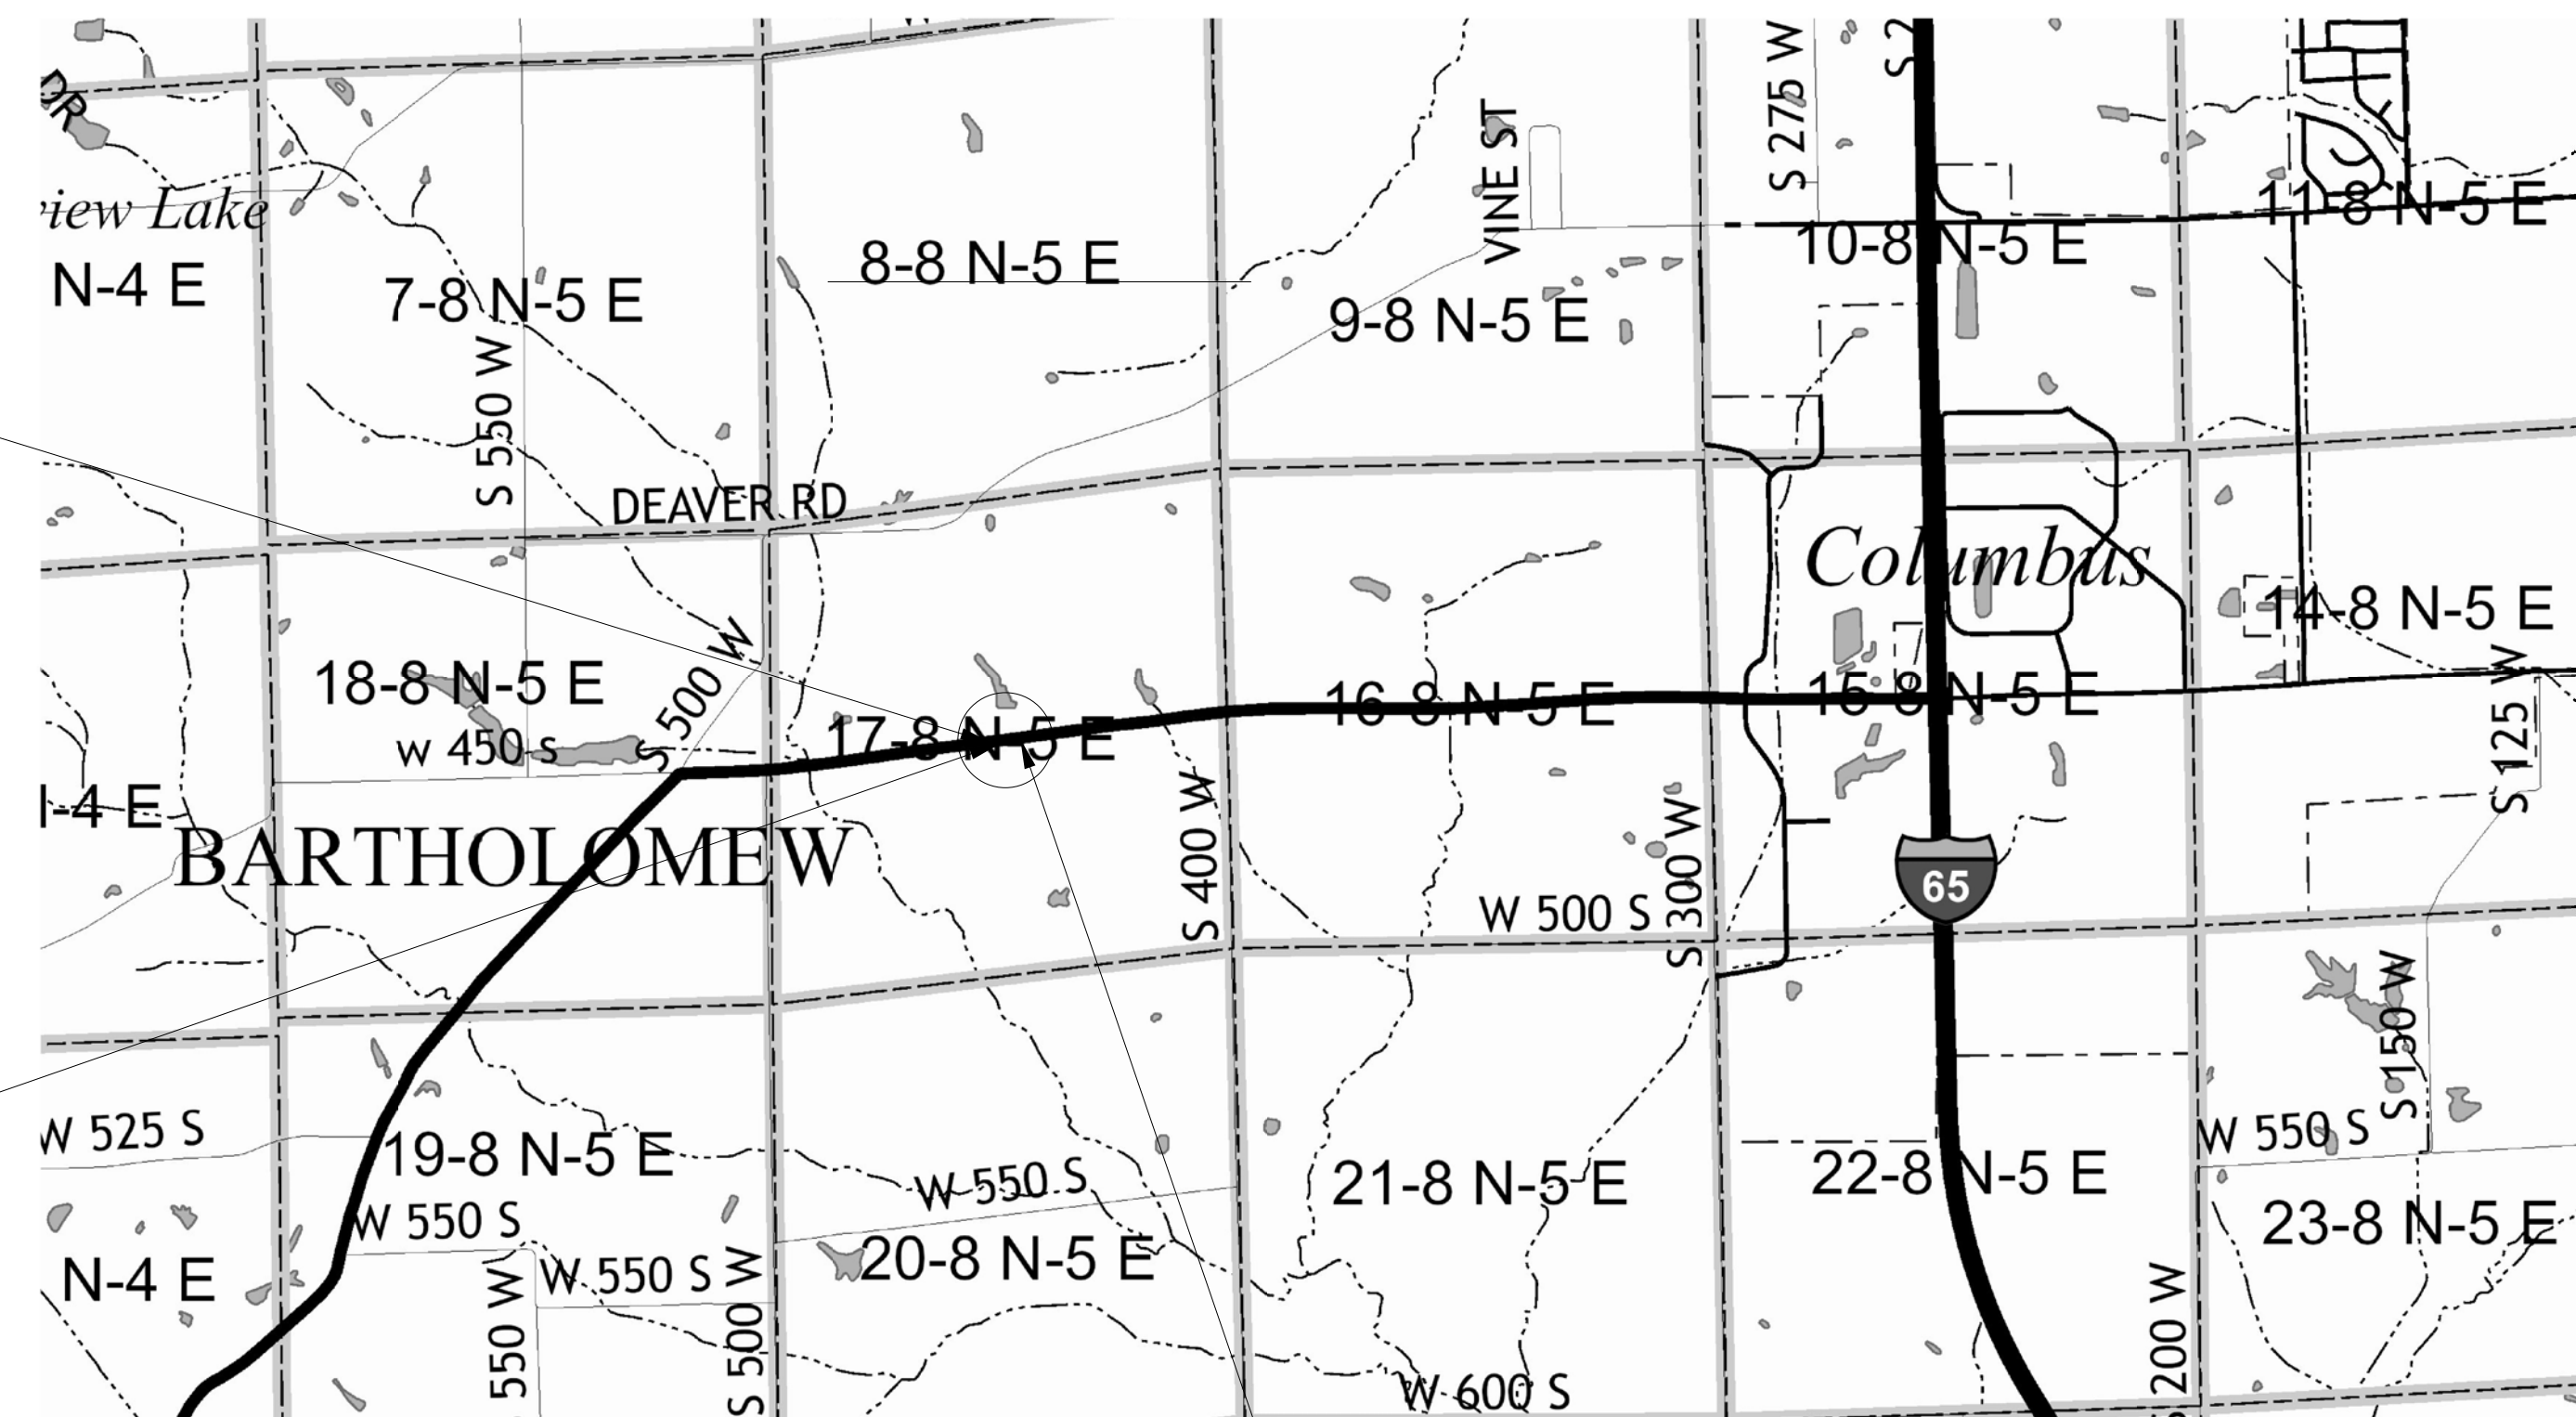 S 275 W
DR
VINE ST
view Lake
11-8 N-5 E
8-8 N-5 E
10-8 N-5 E
N-4 E
7-8 N-5 E
9-8 N-5 E
S 550 W
DEAVER RD
Columbus
14-8 N-5 E
18-8 N-5 E
S 500 W
16-8 N-5 E
15-8 N-5 E
17-8 N-5 E
W 450 S
S 125 W
-4 E
BARTHOLOMEW
S 400 W
S 300 W
65
W 500 S
S 150 W
W 525 S
19-8 N-5 E
W 550 S
W 550 S
21-8 N-5 E
22-8 N-5 E
W 550 S
23-8 N-5 E
20-8 N-5 E
N-4 E
W 550 S
550 W
S 500 W
200 W
W 600 S